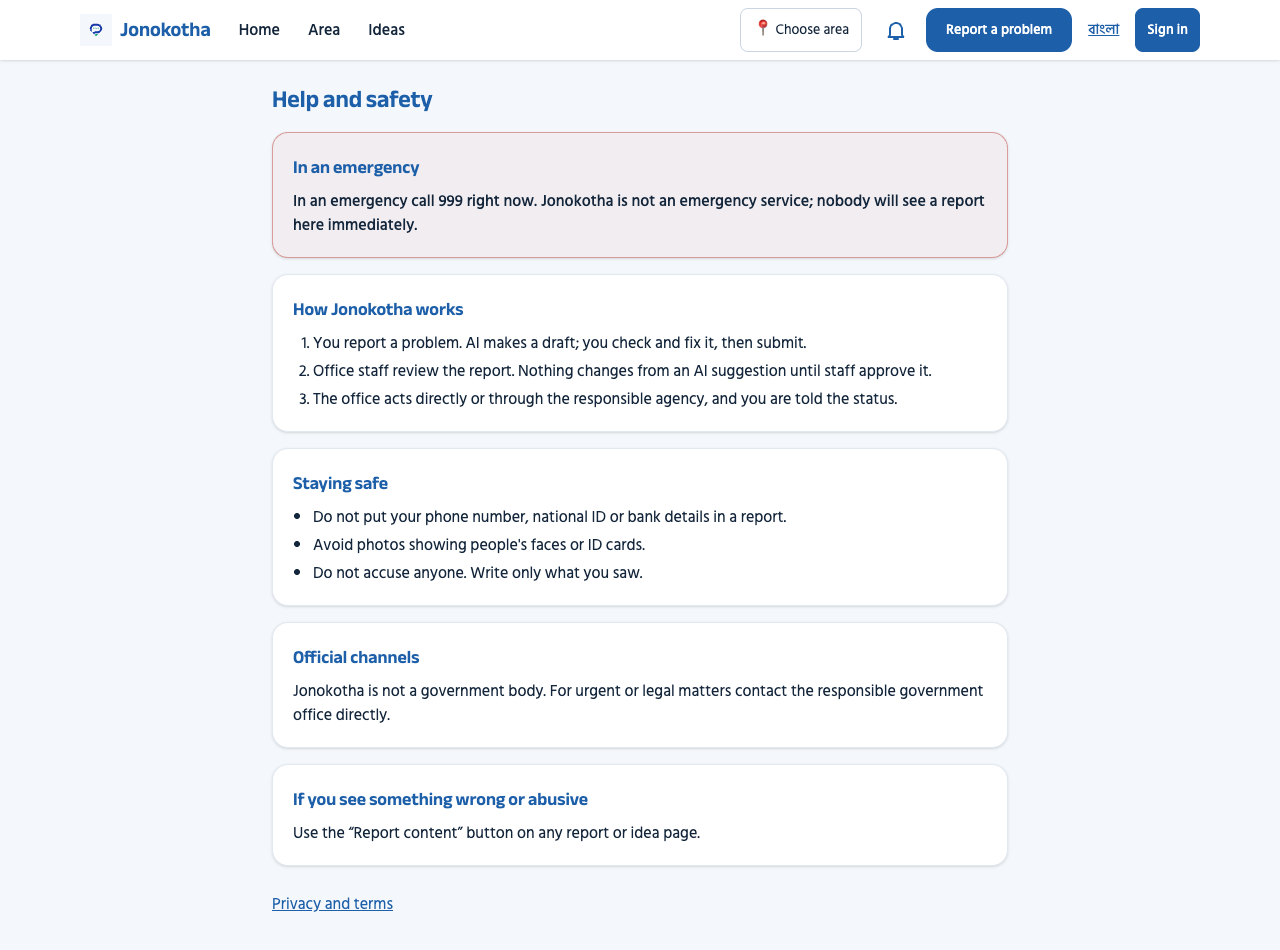 Jonokotha
Home
Area
Ideas
Choose area
Report a problem
বাংলা
Sign in
Help and safety
In an emergency
In an emergency call 999 right now. Jonokotha is not an emergency service; nobody will see a report
here immediately.
How Jonokotha works
1. You report a problem. AI makes a draft; you check and fix it, then submit.
2. Office staff review the report. Nothing changes from an AI suggestion until staff approve it.
3. The office acts directly or through the responsible agency, and you are told the status.
Staying safe
• Do not put your phone number, national ID or bank details in a report.
• Avoid photos showing people's faces or ID cards.
• Do not accuse anyone. Write only what you saw.
Official channels
Jonokotha is not a government body. For urgent or legal matters contact the responsible government
office directly.
If you see something wrong or abusive
Use the “Report content” button on any report or idea page.
Privacy and terms